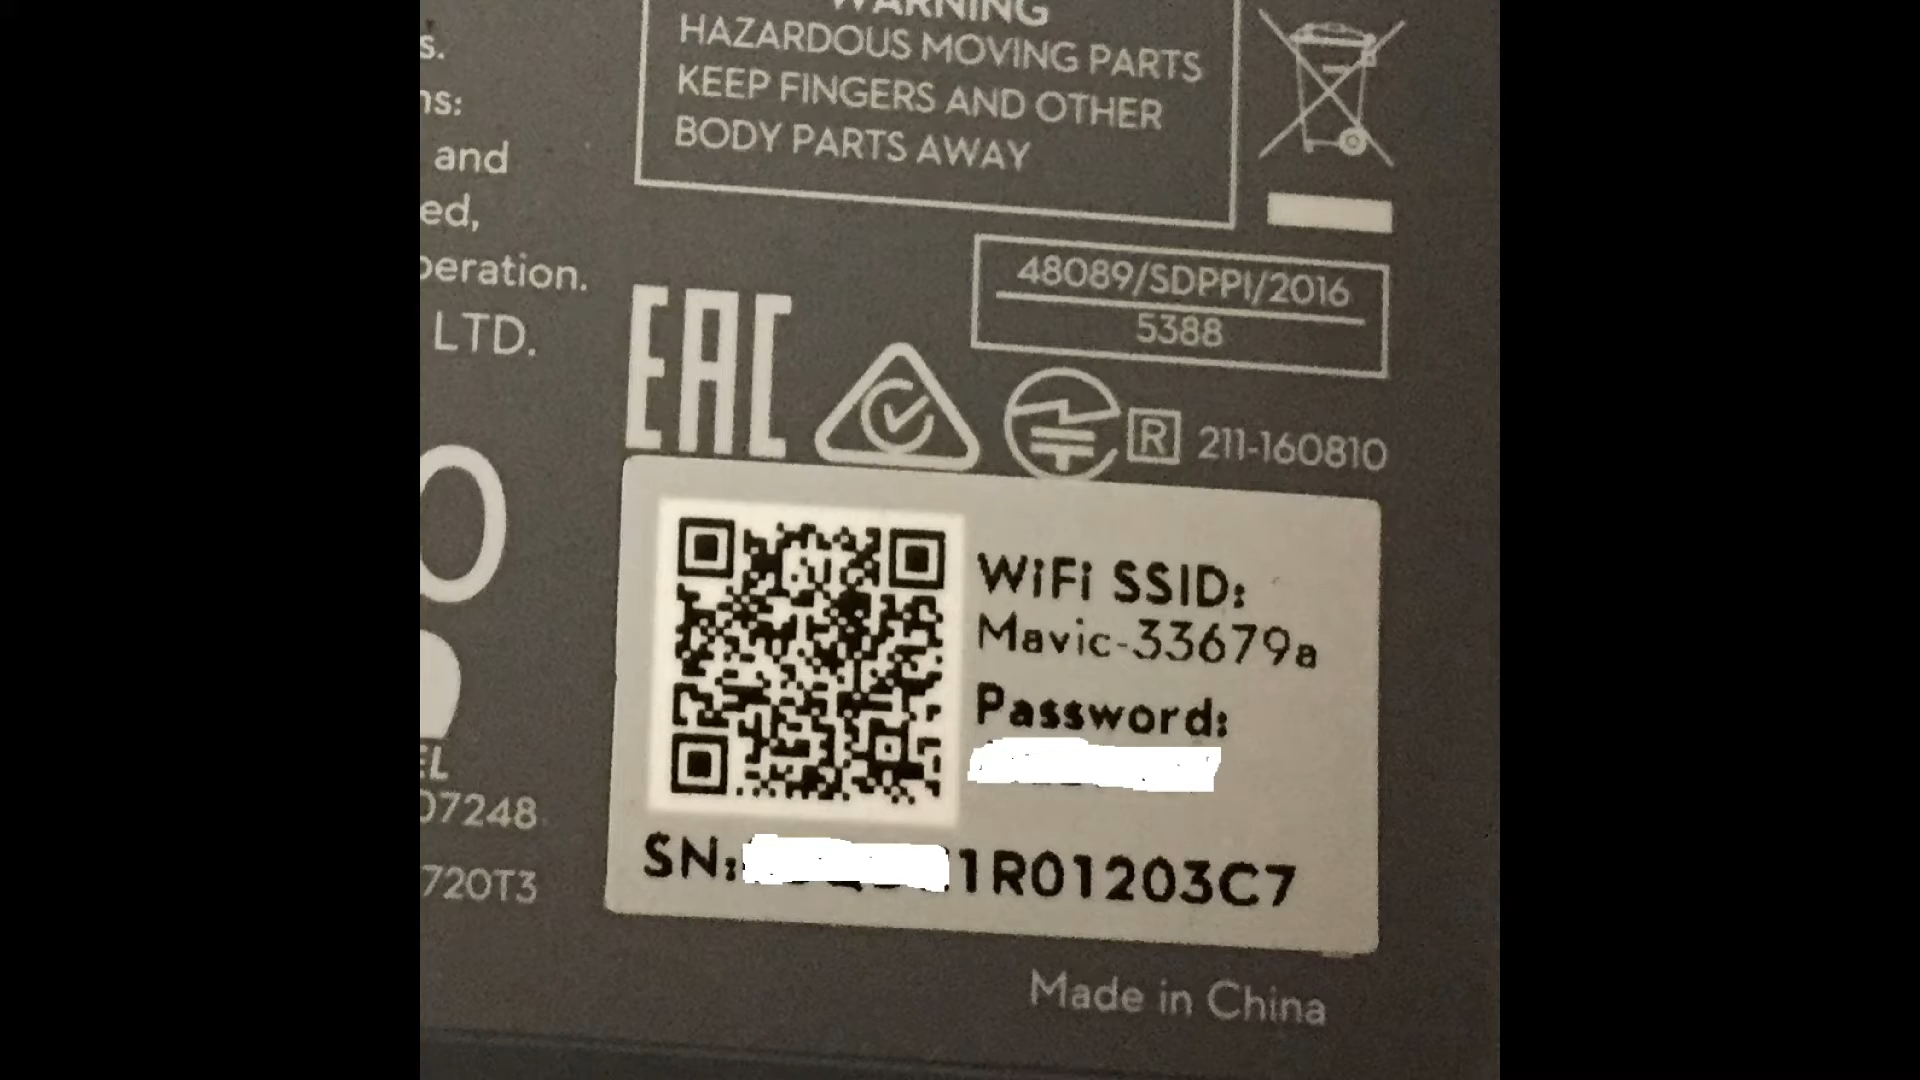 WARNING
HAZARDOUS MOVING PARTS
KEEP FINGERS AND OTHER
BODY PARTS AWAY
s.
ns:
and
ed,
peration.
LTD.
48089/SDPPI/2016
5388
EAC
R 211-160810
0
EL
07248
720T3
WiFi SSID:
Mavic-33679a
Password:
SN: 1R01203C7
Made in China